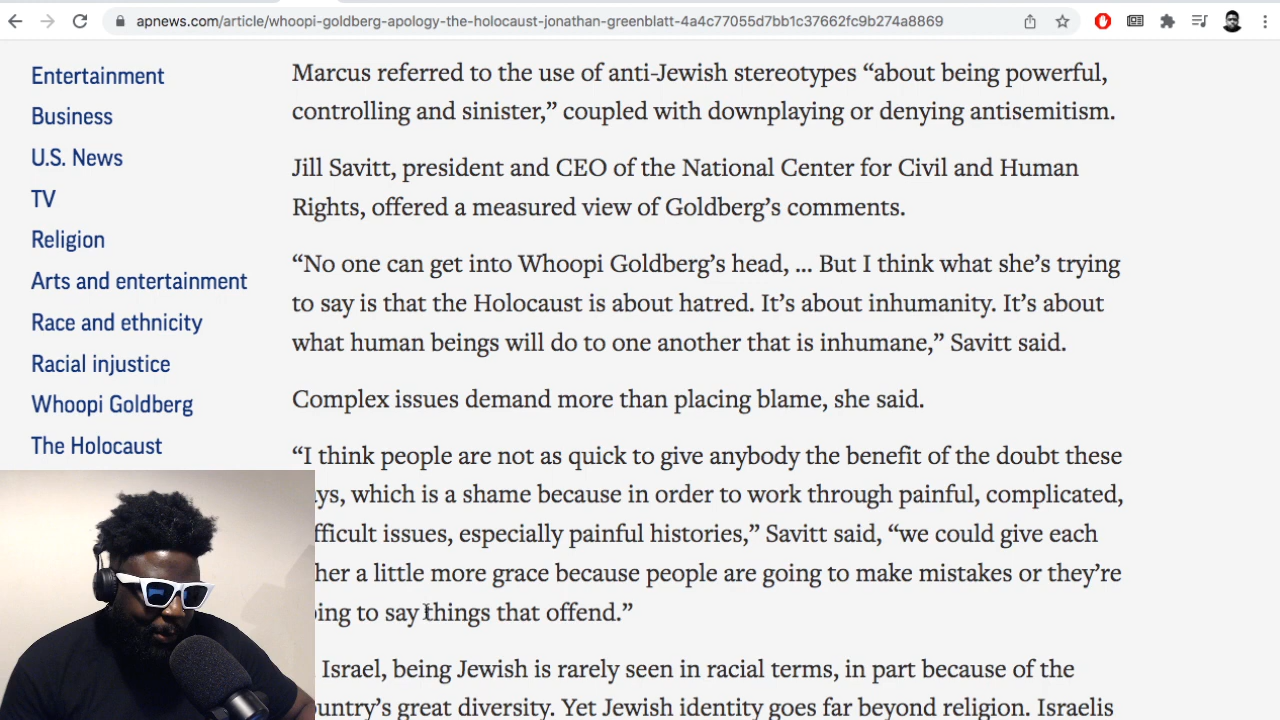 apnews.com/article/whoopi-goldberg-apology-the-holocaust-jonathan-greenblatt-4a4c77055d7bb1c37662fc9b274a8869
Entertainment
Business
U.S. News
TV
Religion
Arts and entertainment
Race and ethnicity
Racial injustice
Whoopi Goldberg
The Holocaust
Marcus referred to the use of anti-Jewish stereotypes “about being powerful,
controlling and sinister,” coupled with downplaying or denying antisemitism.
Jill Savitt, president and CEO of the National Center for Civil and Human
Rights, offered a measured view of Goldberg’s comments.
“No one can get into Whoopi Goldberg’s head, ... But I think what she’s trying
to say is that the Holocaust is about hatred. It’s about inhumanity. It’s about
what human beings will do to one another that is inhumane,” Savitt said.
Complex issues demand more than placing blame, she said.
“I think people are not as quick to give anybody the benefit of the doubt these
which is a shame because in order to work through painful, complicated,
issues, especially painful histories,” Savitt said, “we could give each
a little more grace because people are going to make mistakes or they’re
to say things that offend.”
Israel, being Jewish is rarely seen in racial terms, in part because of the
great diversity. Yet Jewish identity goes far beyond religion. Israelis